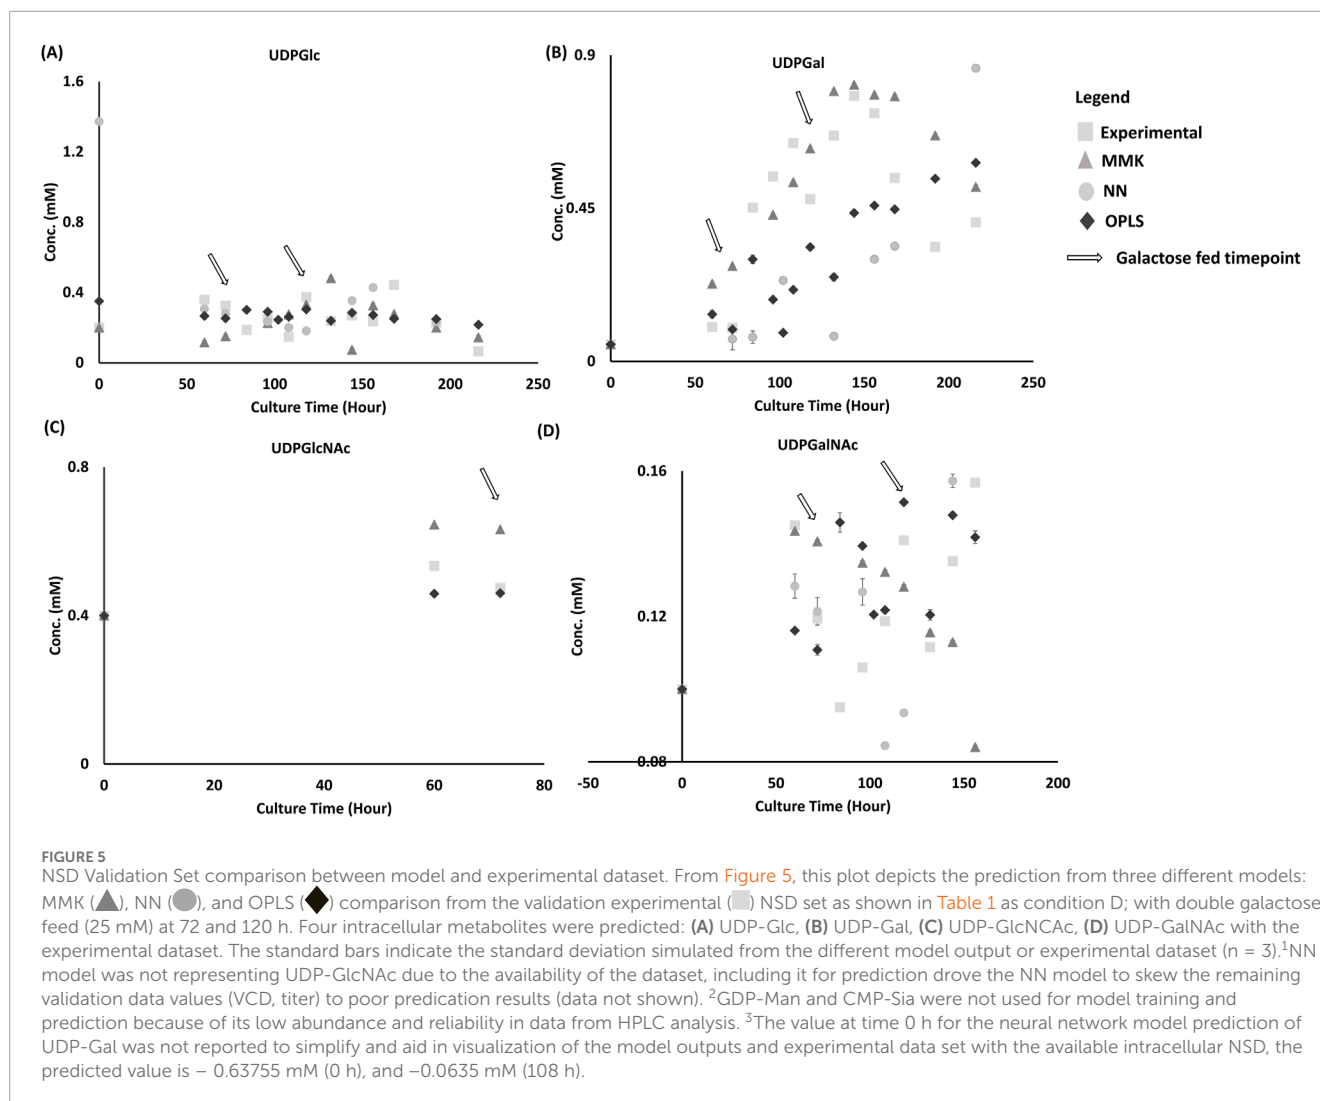 (A)
UDPGlc
1.6
1.2
0.8
0.4
0
Conc. (mM)
0 50 100 150 200 250
Culture Time (Hour)
(B)
UDPGal
0.9
0.45
0
Conc. (mM)
0 50 100 150 200 250
Culture Time (Hour)
Legend
Experimental
MMK
NN
OPLS
Galactose fed timepoint
(C)
UDPGlcNAc
0.8
0.4
0
Conc. (mM)
0 20 40 60 80
Culture Time (Hour)
(D)
UDPGalNAc
0.16
0.12
0.08
Conc. (mM)
-50 0 50 100 150 200
Culture Time (Hour)
FIGURE 5
NSD Validation Set comparison between model and experimental dataset. From Figure 5, this plot depicts the prediction from three different models:
MMK (▲), NN (●), and OPLS (◆) comparison from the validation experimental (■) NSD set as shown in Table 1 as condition D; with double galactose
feed (25 mM) at 72 and 120 h. Four intracellular metabolites were predicted: (A) UDP-Glc, (B) UDP-Gal, (C) UDP-GlcNCAc, (D) UDP-GalNAc with the
experimental dataset. The standard bars indicate the standard deviation simulated from the different model output or experimental dataset (n = 3).¹NN
model was not representing UDP-GlcNAc due to the availability of the dataset, including it for prediction drove the NN model to skew the remaining
validation data values (VCD, titer) to poor predication results (data not shown). ²GDP-Man and CMP-Sia were not used for model training and
prediction because of its low abundance and reliability in data from HPLC analysis. ³The value at time 0 h for the neural network model prediction of
UDP-Gal was not reported to simplify and aid in visualization of the model outputs and experimental data set with the available intracellular NSD, the
predicted value is – 0.63755 mM (0 h), and –0.0635 mM (108 h).